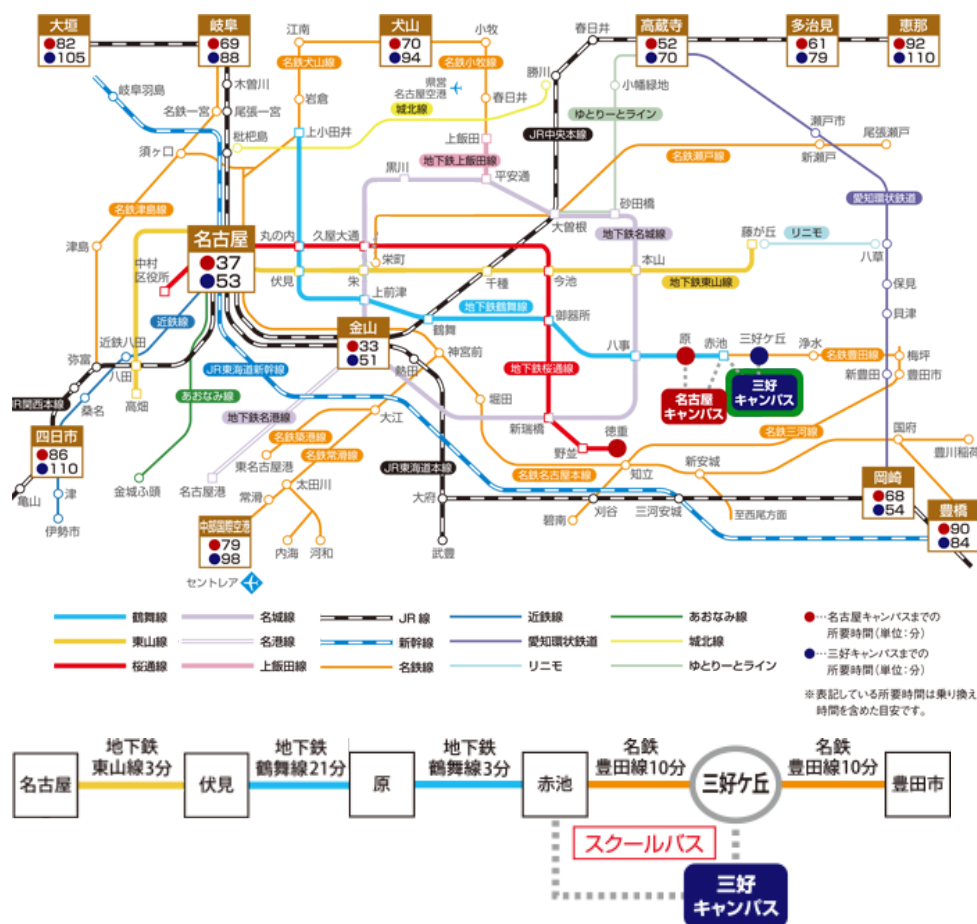 大垣
82
105
岐阜
69
88
江南
犬山
70
94
小牧
春日井
高蔵寺
52
70
多治見
61
79
恵那
92
110
名鉄犬山線
名鉄小牧線
岐阜羽島
木曽川
名鉄一宮
尾張一宮
岩倉
県営
名古屋空港
春日井
勝川
小幡緑地
枇杷島
上小田井
城北線
上飯田
JR中央本線
ゆとりーとライン
瀬戸市
尾張瀬戸
須ヶ口
黒川
地下鉄上飯田線
平安通
名鉄瀬戸線
新瀬戸
名鉄津島線
砂田橋
愛知環状鉄道
大曽根
地下鉄名城線
津島
名古屋
37
53
丸の内
久屋大通
栄町
藤が丘
リニモ
八草
中村
区役所
伏見
栄
千種
今池
本山
地下鉄東山線
保見
近鉄線
上前津
地下鉄鶴舞線
貝津
金山
33
51
鶴舞
御器所
原
赤池
三好ケ丘
浄水
名鉄豊田線
梅坪
近鉄八田
弥富
八田
JR東海道新幹線
神宮前
八事
新豊田
豊田市
熱田
地下鉄桜通線
名古屋
キャンパス
三好
キャンパス
JR関西本線
桑名
高畑
あおなみ線
地下鉄名港線
大江
堀田
四日市
86
110
名鉄築港線
新瑞橋
徳重
名鉄三河線
国府
東名古屋港
野並
豊川稲荷
名鉄常滑線
JR東海道本線
名鉄名古屋本線
知立
新安城
亀山
津
金城ふ頭
名古屋港
太田川
岡崎
68
54
伊勢市
常滑
大府
刈谷
三河安城
碧南
至西尾方面
豊橋
90
84
中部国際空港
79
98
内海
河和
武豊
セントレア
鶴舞線
名城線
JR線
近鉄線
あおなみ線
東山線
名港線
新幹線
愛知環状鉄道
城北線
桜通線
上飯田線
名鉄線
リニモ
ゆとりーとライン
●…名古屋キャンパスまでの
所要時間(単位:分)
●…三好キャンパスまでの
所要時間(単位:分)
※表記している所要時間は乗り換え
時間を含めた目安です。
名古屋
地下鉄
東山線3分
伏見
地下鉄
鶴舞線21分
原
地下鉄
鶴舞線3分
赤池
名鉄
豊田線10分
三好ケ丘
名鉄
豊田線10分
豊田市
スクールバス
三好
キャンパス